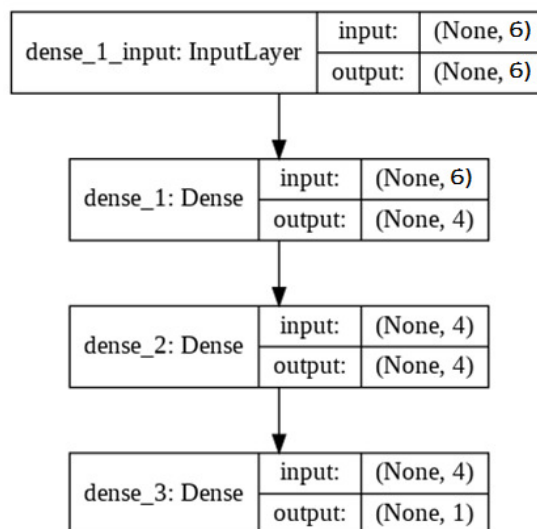 dense_1_input: InputLayer
input: (None, 6)
output: (None, 6)
dense_1: Dense
input: (None, 6)
output: (None, 4)
dense_2: Dense
input: (None, 4)
output: (None, 4)
dense_3: Dense
input: (None, 4)
output: (None, 1)